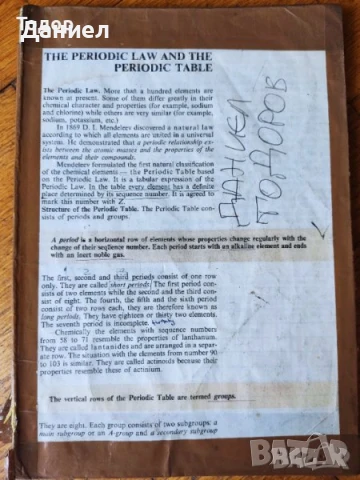 Тудор
Даниел
THE PERIODIC LAW AND THE
PERIODIC TABLE
The Periodic Law. More than a hundred elements are
known at present. Some of them differ greatly in their
chemical character and properties (for example, sodium
and chlorine) while others are very similar (for example,
sodium, potassium, etc.)
In 1869 D. I. Mendeleev discovered a natural law
according to which all elements are united in a universal
system. He demonstrated that a periodic relationship ex-
ists between the atomic masses and the properties of the
elements and their compounds.
Mendeleev formulated the first natural classification
of the chemical elements — the Periodic Table based
on the Periodic Law. It is a tabular expression of the
Periodic Law. In the table every element has a definite
place determined by its sequence number. It is agreed to
mark this number with Z.
Structure of the Periodic Table. The Periodic Table con-
sists of periods and groups.
ДАНИЕЛ
ТОДОРОВ
A period is a horizontal row of elements whose properties change regularly with the
change of their sequence number. Each period starts with an alkaline element and ends
with an inert noble gas.
The first, second and third periods consist of one row
only. They are called short periods. The first period con-
sists of two elements while the second and the third con-
sist of eight. The fourth, the fifth and the sixth period
consist of two rows each, they are therefore known as
long periods. They have eighteen or thirty two elements.
The seventh period is incomplete.
Chemically the elements with sequence numbers
from 58 to 71 resemble the properties of lanthanum.
They are called lantanides and are arranged in a separ-
ate row. The situation with the elements from number 90
to 103 is similar. They are called actinouds because their
properties resemble these of actinium.
The vertical rows of the Periodic Table are termed groups.
They are eight. Each group consists of two subgroups: a
main subgroup or an A-group and a secondary subgroup
BAZAR
bg